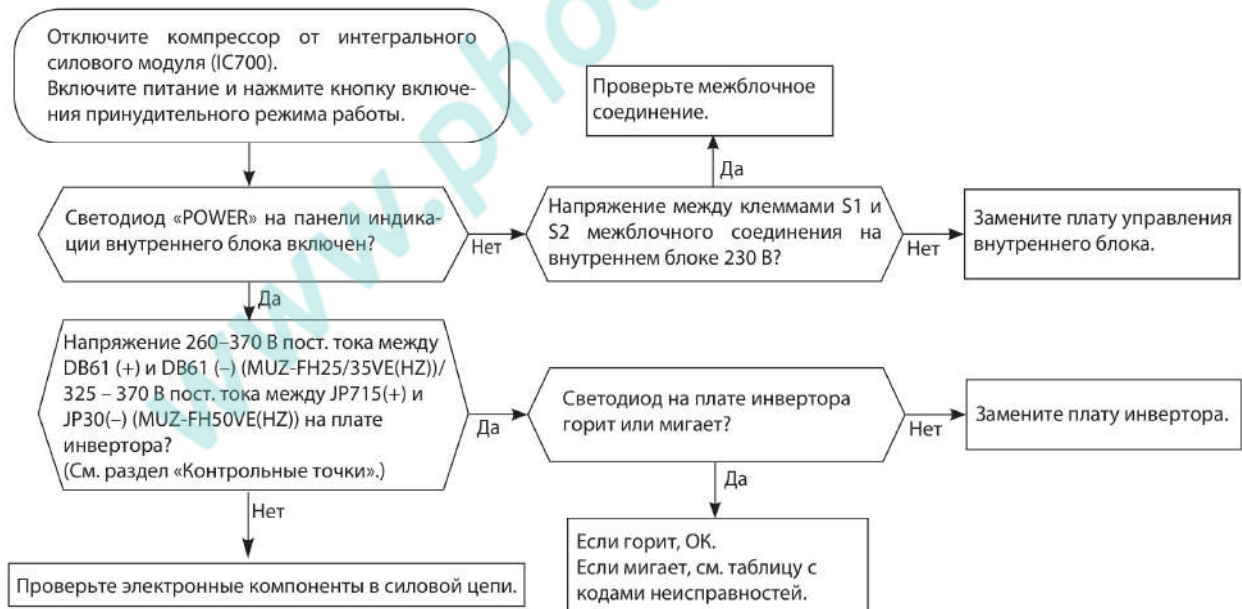 Отключите компрессор от интегрального
силового модуля (IC700).
Включите питание и нажмите кнопку включе-
ния принудительного режима работы.
Проверьте межблочное
соединение.
Да
Светодиод «POWER» на панели индика-
ции внутреннего блока включен?
Нет
Напряжение между клеммами S1 и
S2 межблочного соединения на
внутреннем блоке 230 В?
Нет
Замените плату управления
внутреннего блока.
Да
Напряжение 260–370 В пост. тока между
DB61 (+) и DB61 (–) (MUZ-FH25/35VE(HZ))/
325 – 370 В пост. тока между JP715(+) и
JP30(–) (MUZ-FH50VE(HZ)) на плате
инвертора?
(См. раздел «Контрольные точки».)
Да
Светодиод на плате инвертора
горит или мигает?
Нет
Замените плату инвертора.
Да
Нет
Если горит, OK.
Если мигает, см. таблицу с
кодами неисправностей.
Проверьте электронные компоненты в силовой цепи.
www.pho